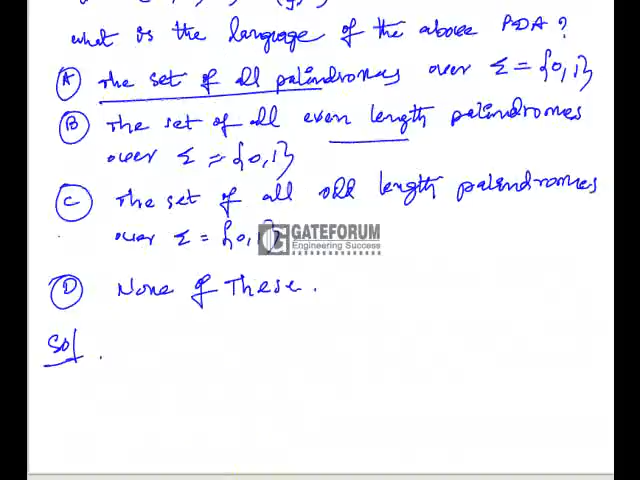 what is the language of the above PDA?
(A) The set of all palindromes over Σ = {0,1}
(B) The set of all even length palindromes
over Σ = {0,1}
(C) The set of all odd length palindromes
over Σ = {0,1}
GATEFORUM
Engineering Success
(D) None of These.
Sol